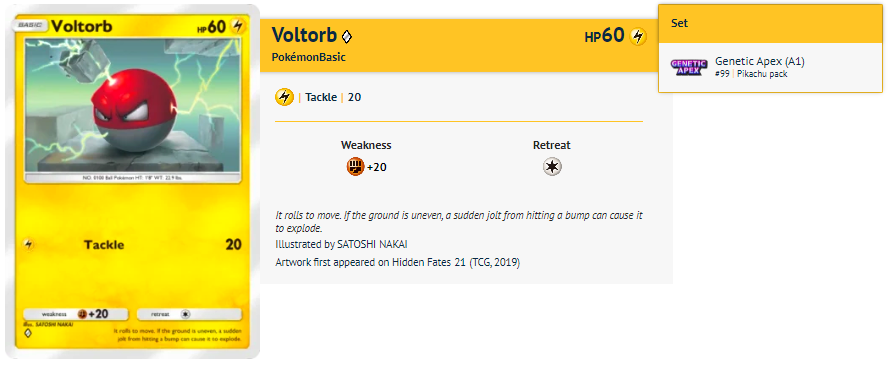 BASIC Voltorb HP60
NO. 0100 Ball Pokémon HT: 1'8" WT: 22.9 lbs.
Tackle 20
weakness +20 retreat
illus. SATOSHI NAKAI
It rolls to move. If the ground is uneven, a sudden
jolt from hitting a bump can cause it to explode.
Voltorb HP60
PokémonBasic
| Tackle | 20
Weakness Retreat
+20
It rolls to move. If the ground is uneven, a sudden jolt from hitting a bump can cause it
to explode.
Illustrated by SATOSHI NAKAI
Artwork first appeared on Hidden Fates 21 (TCG, 2019)
Set
GENETIC
APEX
Genetic Apex (A1)
#99 | Pikachu pack